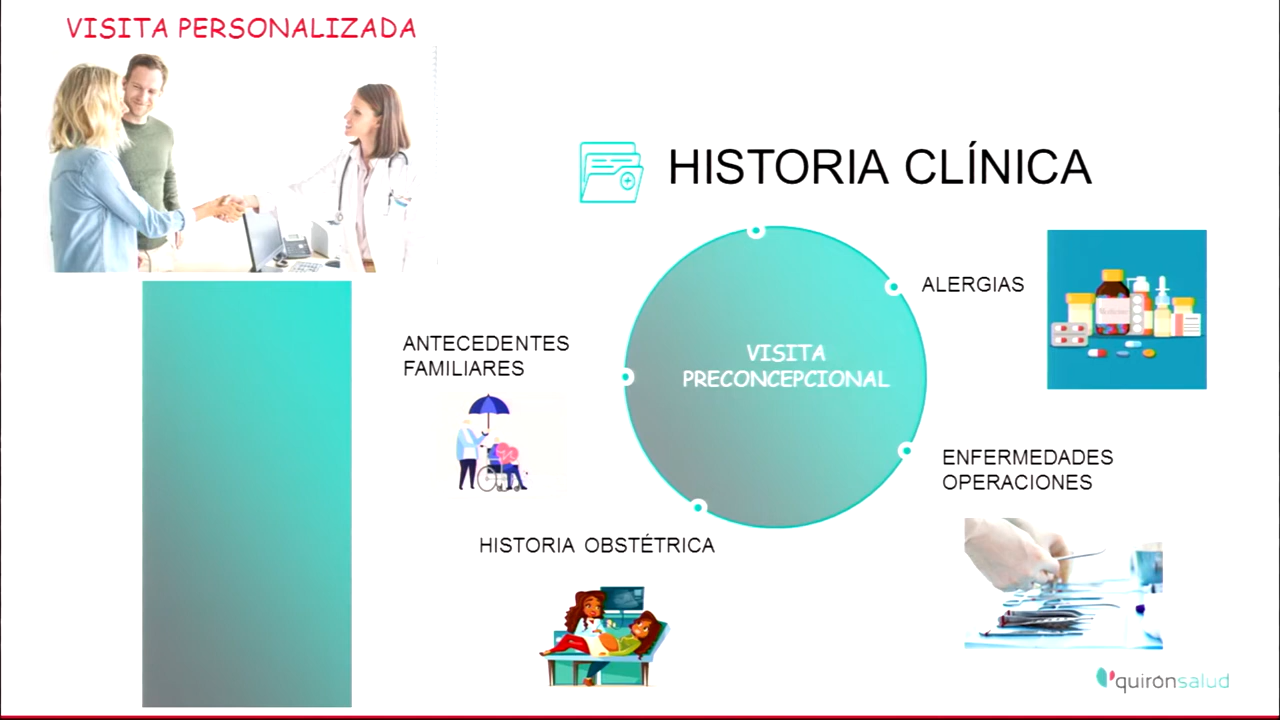 VISITA PERSONALIZADA
HISTORIA CLÍNICA
ALERGIAS
ANTECEDENTES
FAMILIARES
VISITA
PRECONCEPCIONAL
ENFERMEDADES
OPERACIONES
HISTORIA OBSTÉTRICA
quirónsalud